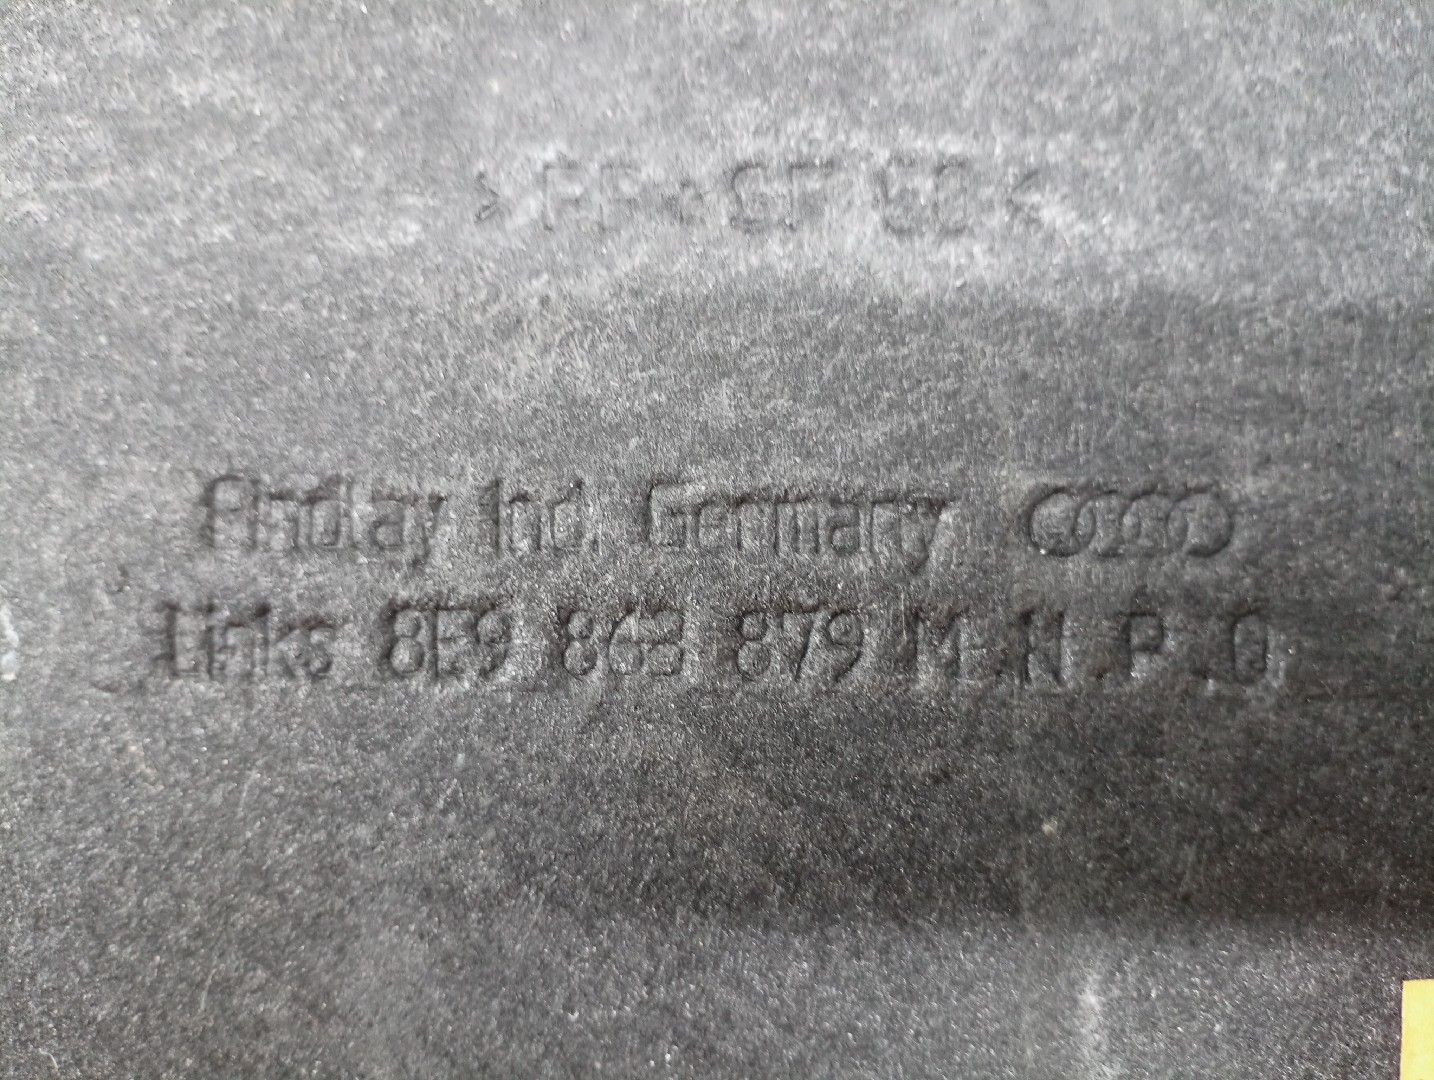 Findlay Ind. Germany
Links 8E9 863 879 M.N.P.Q